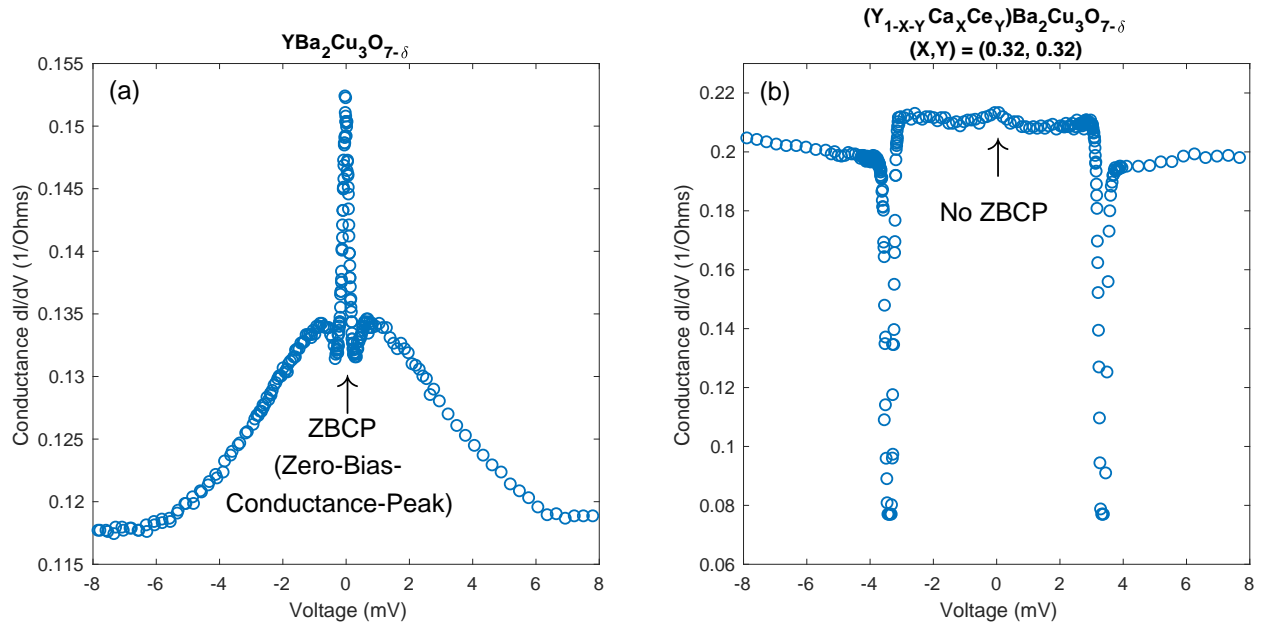 YBa₂Cu₃O₇₋δ
(a)
0.155
0.15
0.145
0.14
0.135
0.13
0.125
0.12
0.115
Conductance dI/dV (1/Ohms)
ZBCP
(Zero-Bias-
Conductance-Peak)
-8 -6 -4 -2 0 2 4 6 8
Voltage (mV)
(Y₁₋X₋YCaXCeY)Ba₂Cu₃O₇₋δ
(X,Y) = (0.32, 0.32)
(b)
0.22
0.2
0.18
0.16
0.14
0.12
0.1
0.08
0.06
Conductance dI/dV (1/Ohms)
No ZBCP
-8 -6 -4 -2 0 2 4 6 8
Voltage (mV)